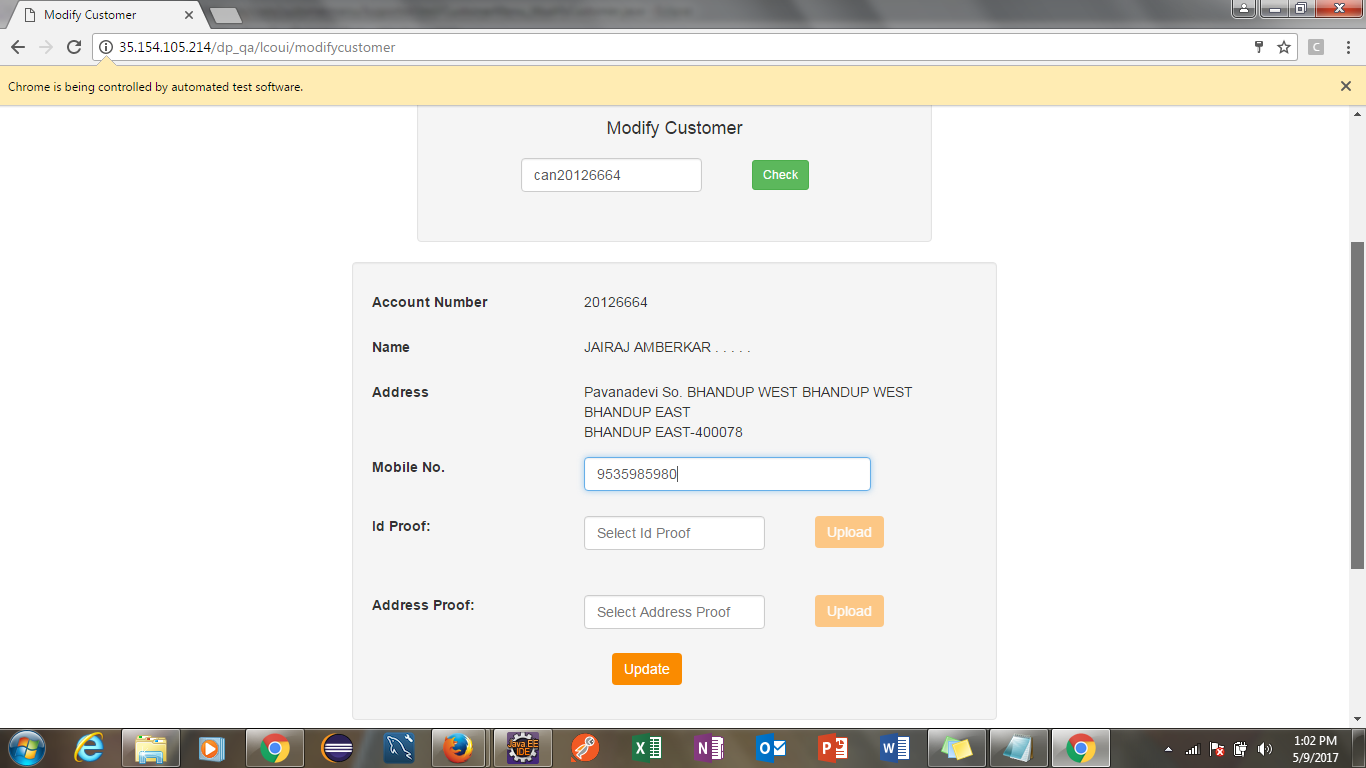 Modify Customer
35.154.105.214/dp_qa/lcoui/modifycustomer
C
Chrome is being controlled by automated test software.
Modify Customer
can20126664
Check
Account Number 20126664
Name JAIRAJ AMBERKAR . . . . .
Address Pavanadevi So. BHANDUP WEST BHANDUP WEST
BHANDUP EAST
BHANDUP EAST-400078
Mobile No. 9535985980
Id Proof: Select Id Proof Upload
Address Proof: Select Address Proof Upload
Update
Java EE
IDE
1:02 PM
5/9/2017